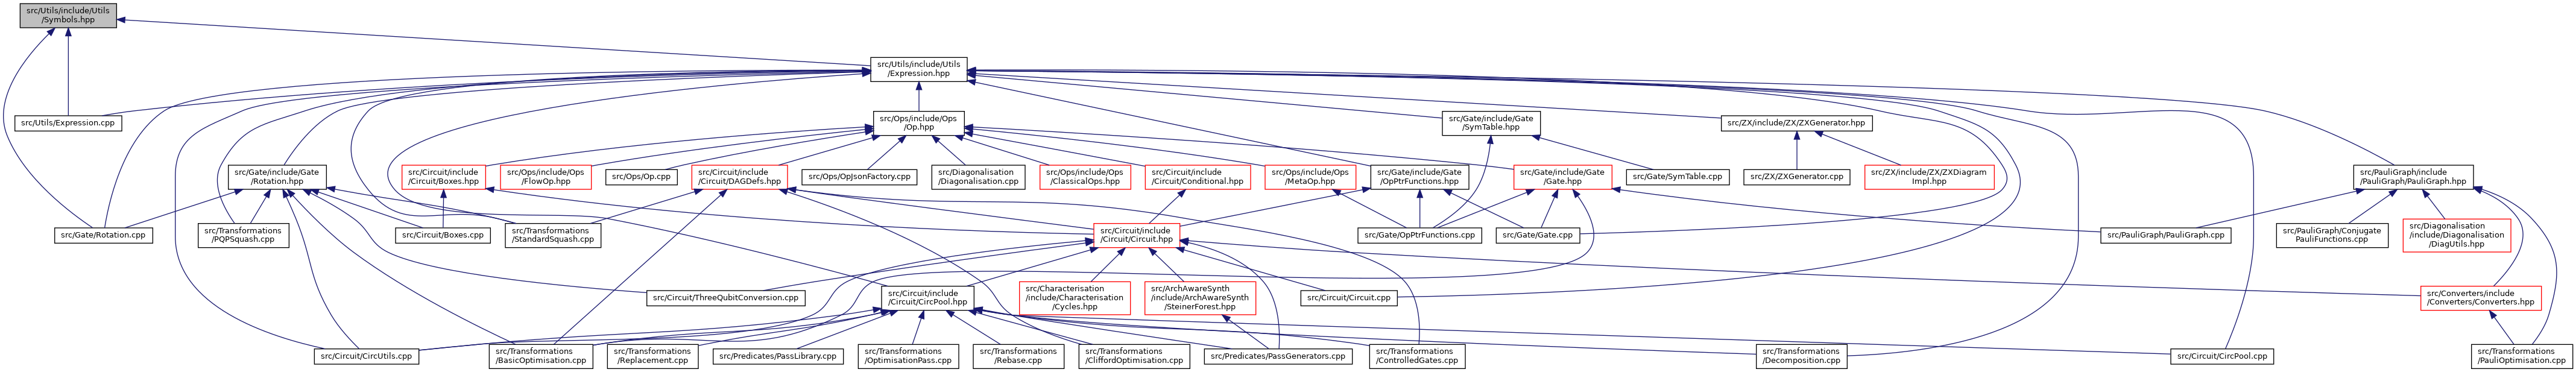 src/Utils/include/Utils
/Symbols.hpp
src/Utils/include/Utils
/Expression.hpp
src/Utils/Expression.cpp
src/Ops/include/Ops
/Op.hpp
src/Gate/include/Gate
/SymTable.hpp
src/ZX/include/ZX/ZXGenerator.hpp
src/Gate/include/Gate
/Rotation.hpp
src/Circuit/include
/Circuit/Boxes.hpp
src/Ops/include/Ops
/FlowOp.hpp
src/Ops/Op.cpp
src/Circuit/include
/Circuit/DAGDefs.hpp
src/Ops/OpJsonFactory.cpp
src/Diagonalisation
/Diagonalisation.cpp
src/Ops/include/Ops
/ClassicalOps.hpp
src/Circuit/include
/Circuit/Conditional.hpp
src/Ops/include/Ops
/MetaOp.hpp
src/Gate/include/Gate
/OpPtrFunctions.hpp
src/Gate/include/Gate
/Gate.hpp
src/Gate/SymTable.cpp
src/ZX/ZXGenerator.cpp
src/ZX/include/ZX/ZXDiagram
Impl.hpp
src/PauliGraph/include
/PauliGraph/PauliGraph.hpp
src/Gate/Rotation.cpp
src/Transformations
/PQPSquash.cpp
src/Circuit/Boxes.cpp
src/Transformations
/StandardSquash.cpp
src/Circuit/include
/Circuit/Circuit.hpp
src/Gate/OpPtrFunctions.cpp
src/Gate/Gate.cpp
src/PauliGraph/PauliGraph.cpp
src/PauliGraph/Conjugate
PauliFunctions.cpp
src/Diagonalisation
/include/Diagonalisation
/DiagUtils.hpp
src/Circuit/ThreeQubitConversion.cpp
src/Circuit/include
/Circuit/CircPool.hpp
src/Characterisation
/include/Characterisation
/Cycles.hpp
src/ArchAwareSynth
/include/ArchAwareSynth
/SteinerForest.hpp
src/Circuit/Circuit.cpp
src/Converters/include
/Converters/Converters.hpp
src/Circuit/CircUtils.cpp
src/Transformations
/BasicOptimisation.cpp
src/Transformations
/Replacement.cpp
src/Predicates/PassLibrary.cpp
src/Transformations
/OptimisationPass.cpp
src/Transformations
/Rebase.cpp
src/Transformations
/CliffordOptimisation.cpp
src/Predicates/PassGenerators.cpp
src/Transformations
/ControlledGates.cpp
src/Transformations
/Decomposition.cpp
src/Circuit/CircPool.cpp
src/Transformations
/PauliOptimisation.cpp